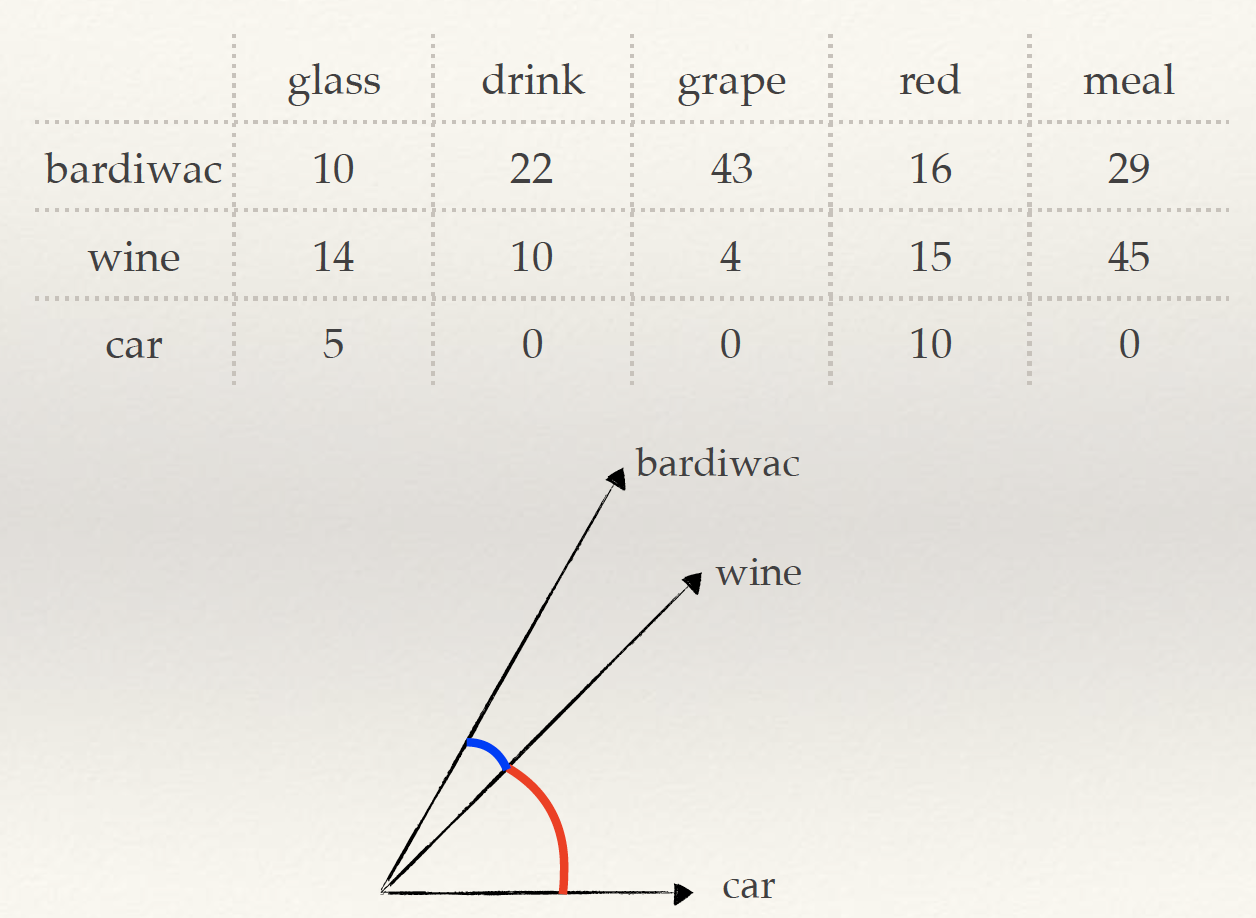 glass drink grape red meal
bardiwac 10 22 43 16 29
wine 14 10 4 15 45
car 5 0 0 10 0
bardiwac
wine
car